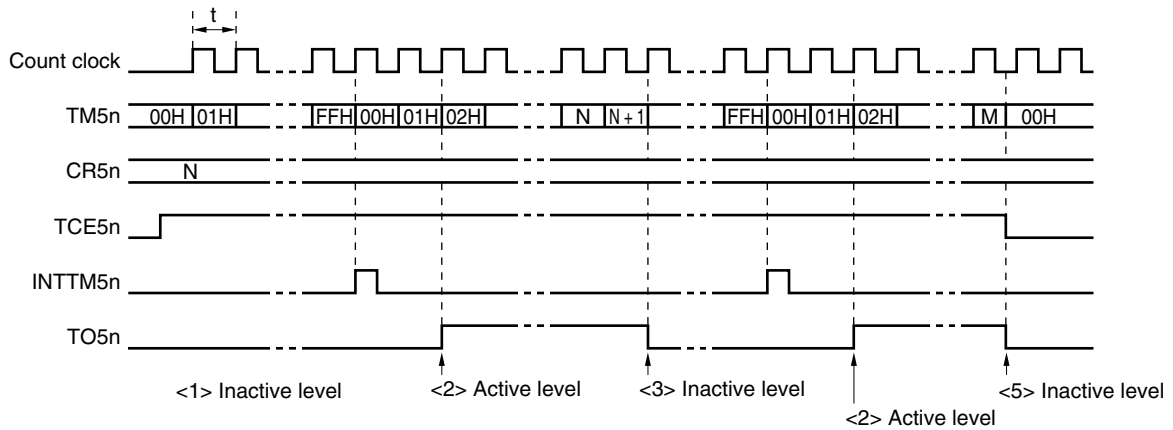 t
Count clock
TM5n 00H 01H FFH 00H 01H 02H N N + 1 FFH 00H 01H 02H M 00H
CR5n N
TCE5n
INTTM5n
TO5n
<1> Inactive level <2> Active level <3> Inactive level <5> Inactive level
<2> Active level